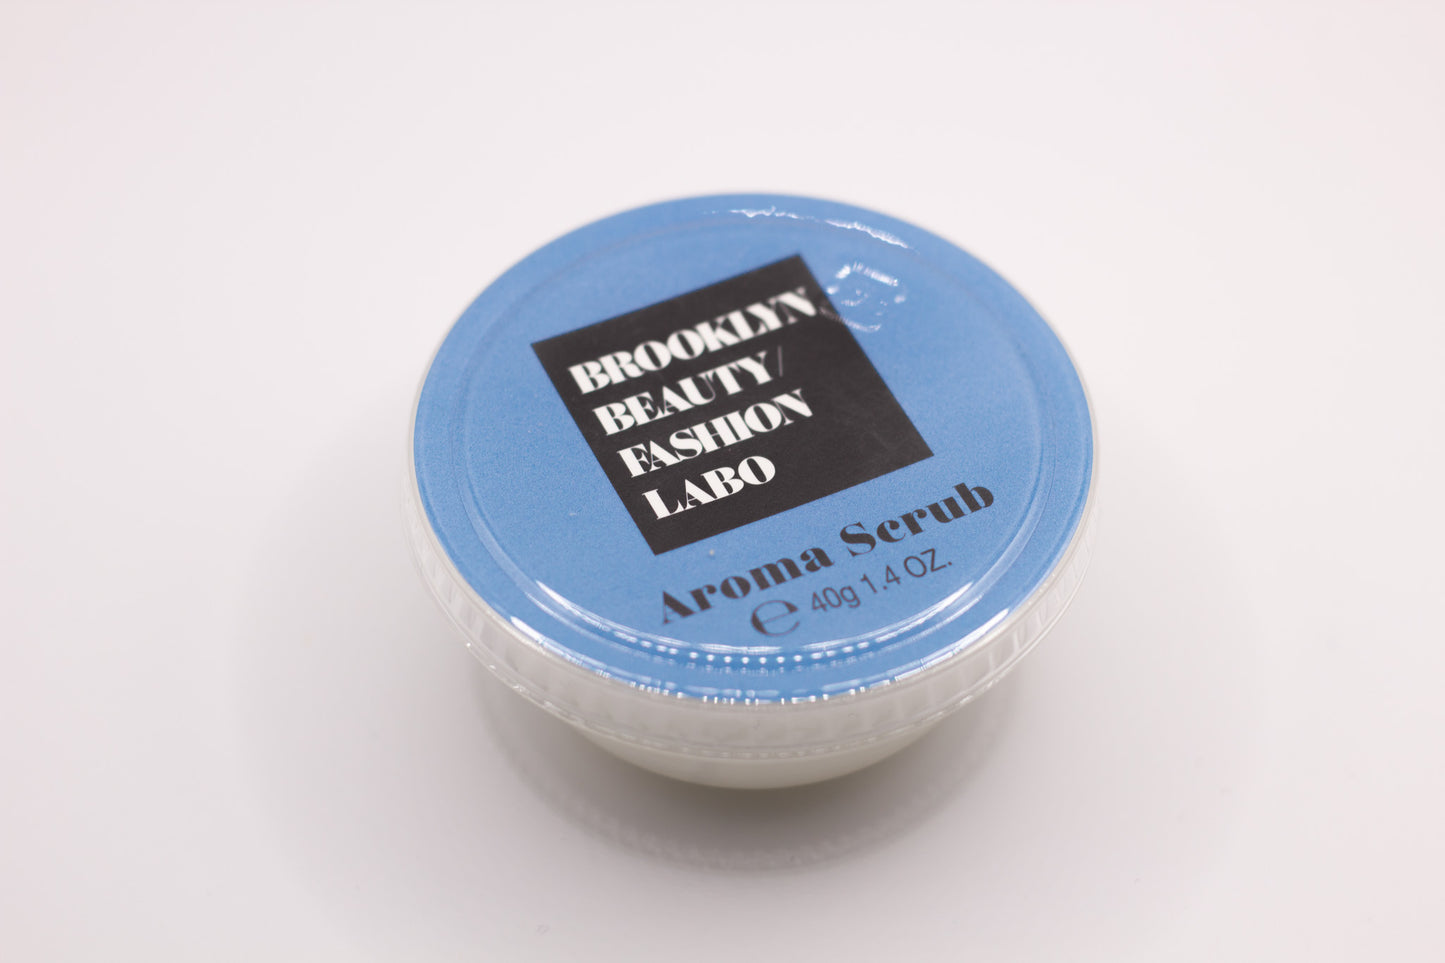 BROOKLYN
BEAUTY/
FASHION
LABO
Aroma Scrub
℮ 40g 1.4 OZ.